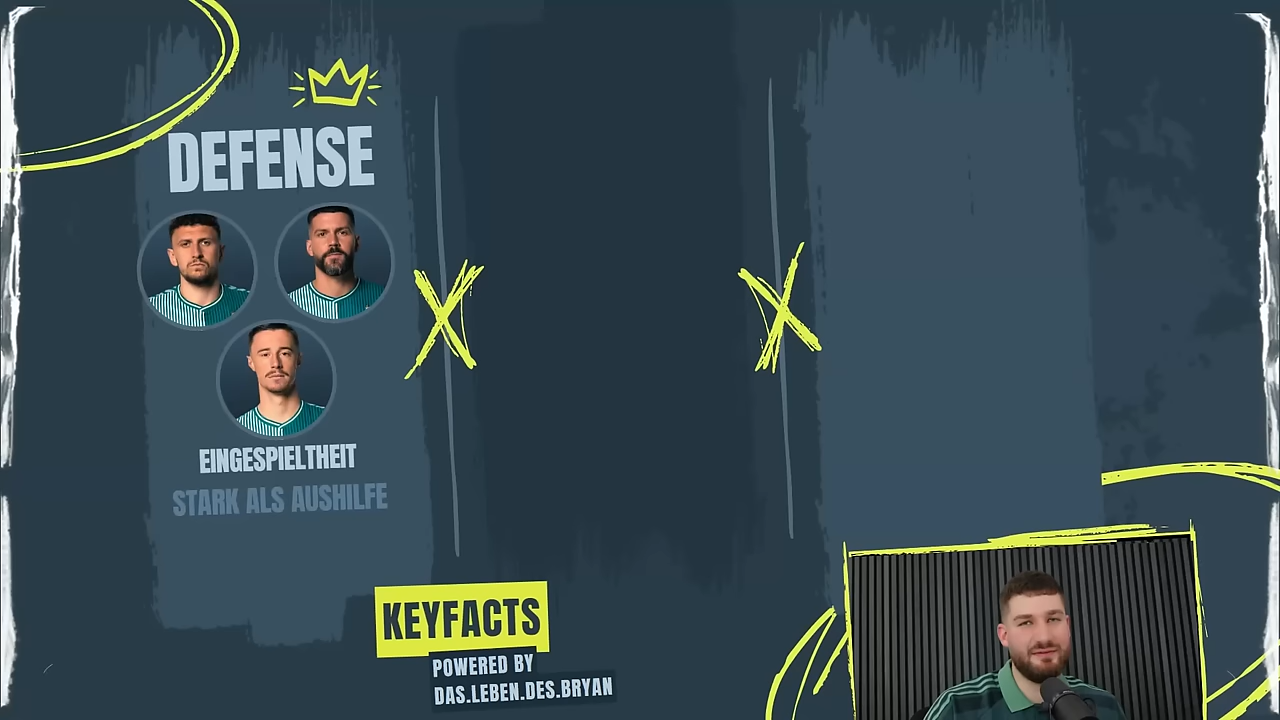 DEFENSE
EINGESPIELTHEIT
STARK ALS AUSHILFE
KEYFACTS
POWERED BY
DAS.LEBEN.DES.BRYAN